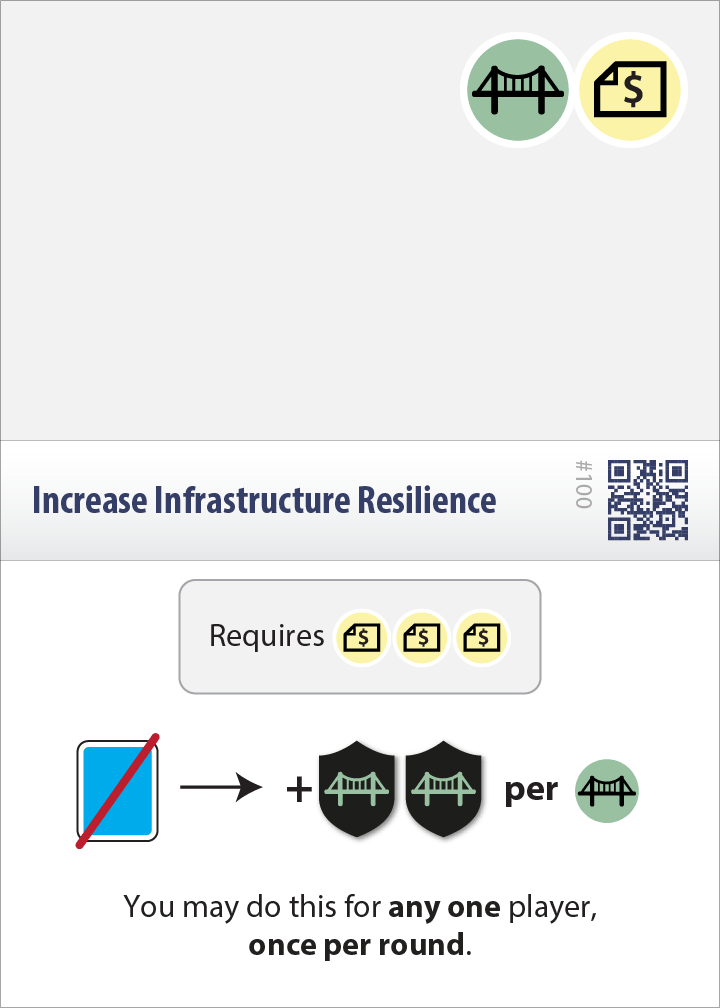 $
Increase Infrastructure Resilience
#100
Requires $ $ $
+ per
You may do this for any one player,
once per round.